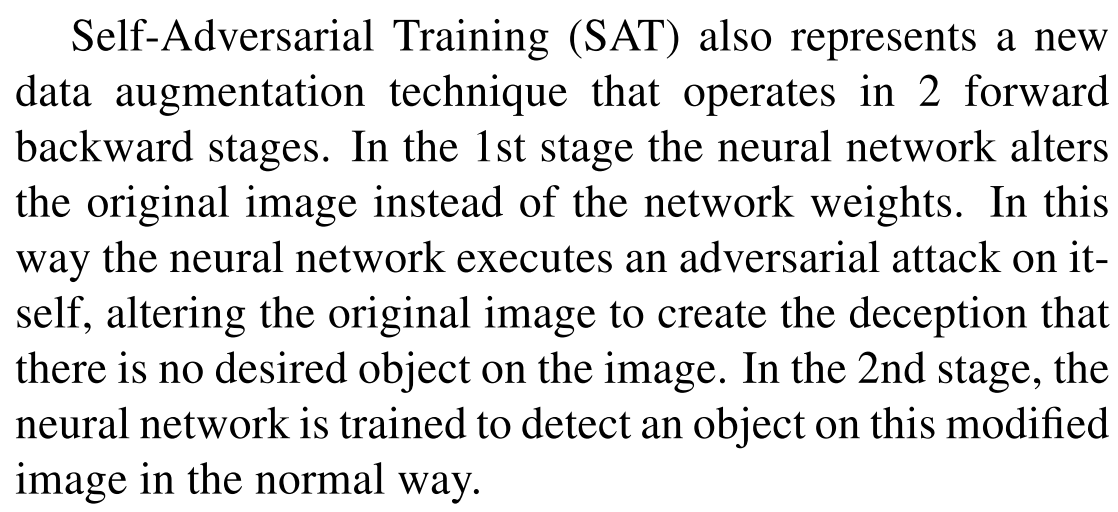 Self-Adversarial Training (SAT) also represents a new
data augmentation technique that operates in 2 forward
backward stages. In the 1st stage the neural network alters
the original image instead of the network weights. In this
way the neural network executes an adversarial attack on it-
self, altering the original image to create the deception that
there is no desired object on the image. In the 2nd stage, the
neural network is trained to detect an object on this modified
image in the normal way.